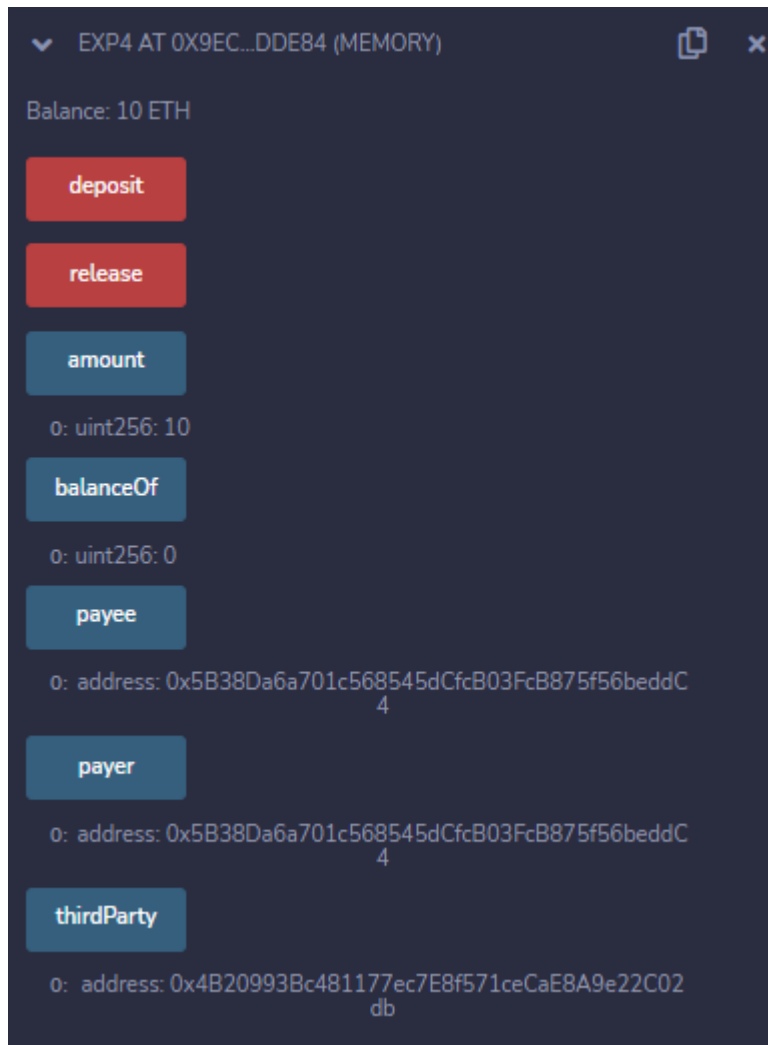 EXP4 AT 0X9EC...DDE84 (MEMORY)
Balance: 10 ETH
deposit
release
amount
0: uint256: 10
balanceOf
0: uint256: 0
payee
0: address: 0x5B38Da6a701c568545dCfcB03FcB875f56beddC
4
payer
0: address: 0x5B38Da6a701c568545dCfcB03FcB875f56beddC
4
thirdParty
0: address: 0x4B20993Bc481177ec7E8f571ceCaE8A9e22C02
db